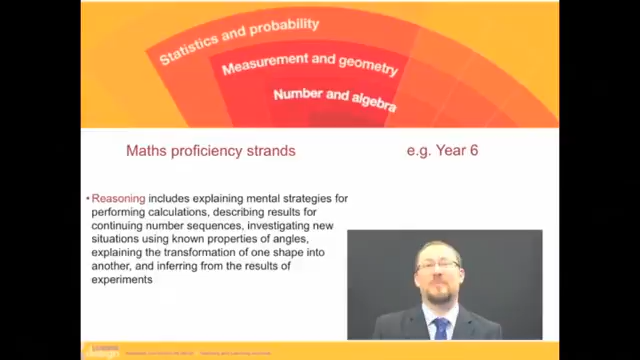 Statistics and probability
Measurement and geometry
Number and algebra
Maths proficiency strands
e.g. Year 6
• Reasoning includes explaining mental strategies for
performing calculations, describing results for
continuing number sequences, investigating new
situations using known properties of angles,
explaining the transformation of one shape into
another, and inferring from the results of
experiments
design